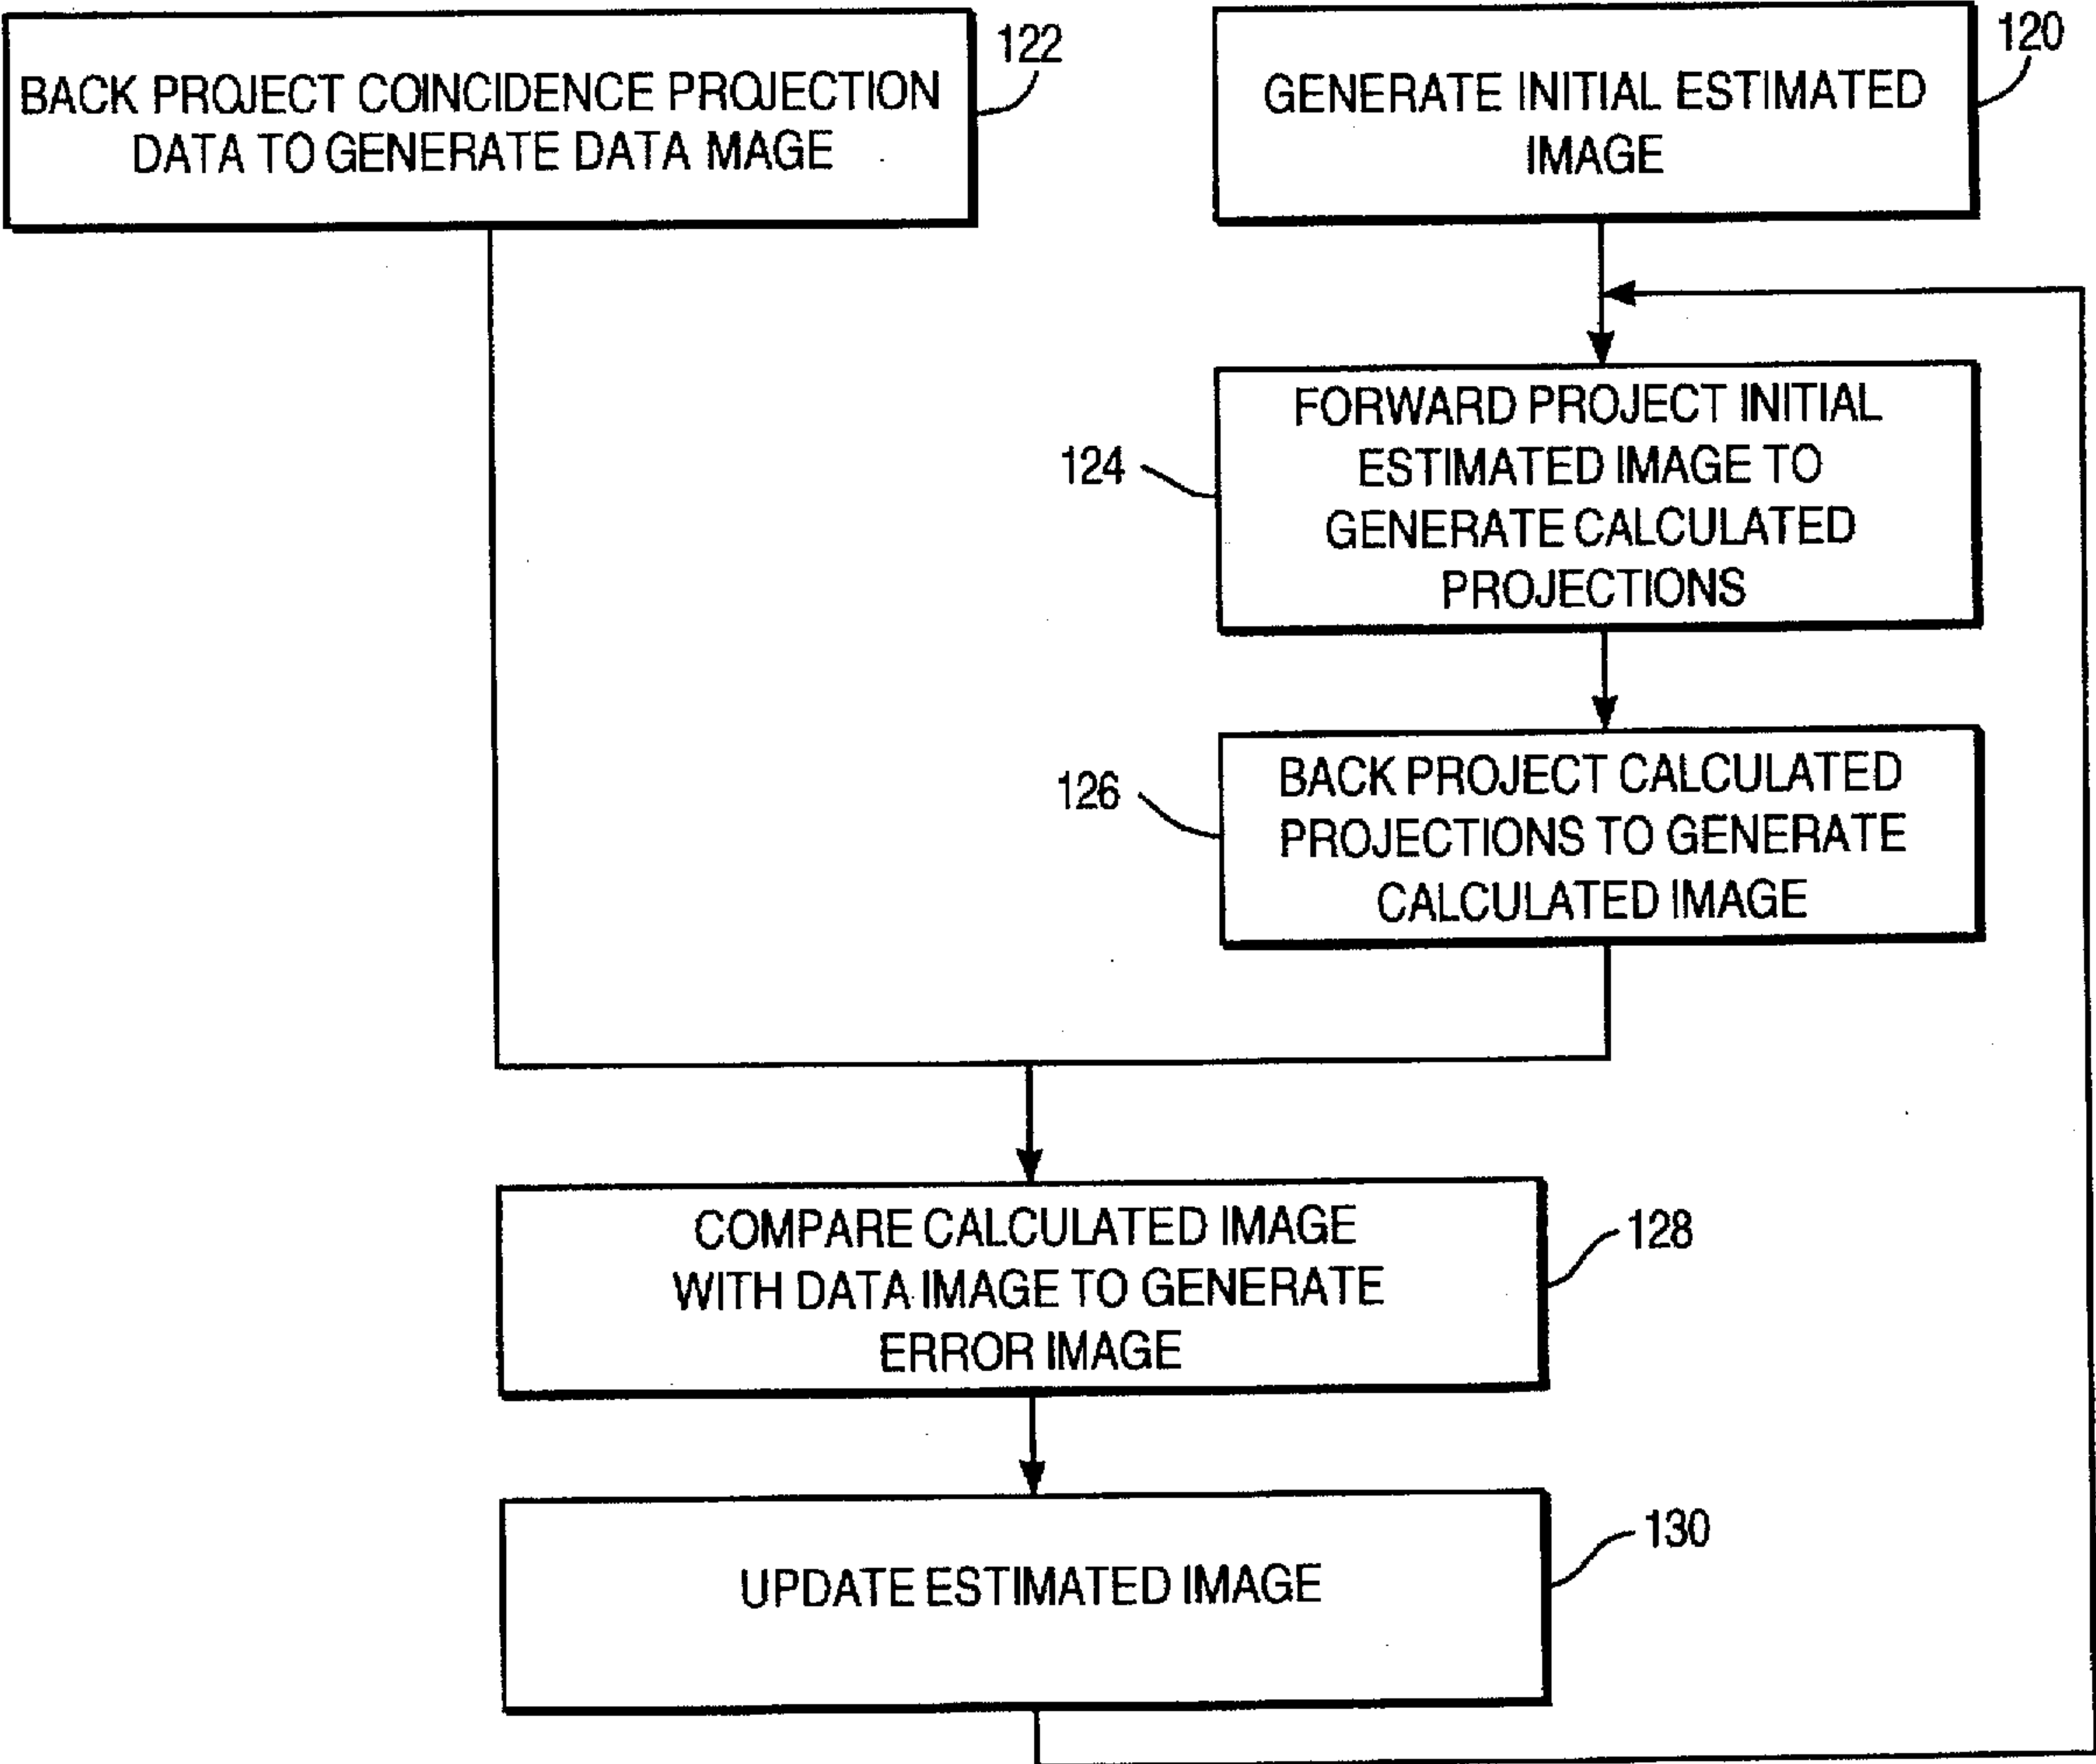 BACK PROJECT COINCIDENCE PROJECTION
DATA TO GENERATE DATA MAGE
122
GENERATE INITIAL ESTIMATED
IMAGE
120
124
FORWARD PROJECT INITIAL
ESTIMATED IMAGE TO
GENERATE CALCULATED
PROJECTIONS
126
BACK PROJECT CALCULATED
PROJECTIONS TO GENERATE
CALCULATED IMAGE
COMPARE CALCULATED IMAGE
WITH DATA IMAGE TO GENERATE
ERROR IMAGE
128
UPDATE ESTIMATED IMAGE
130